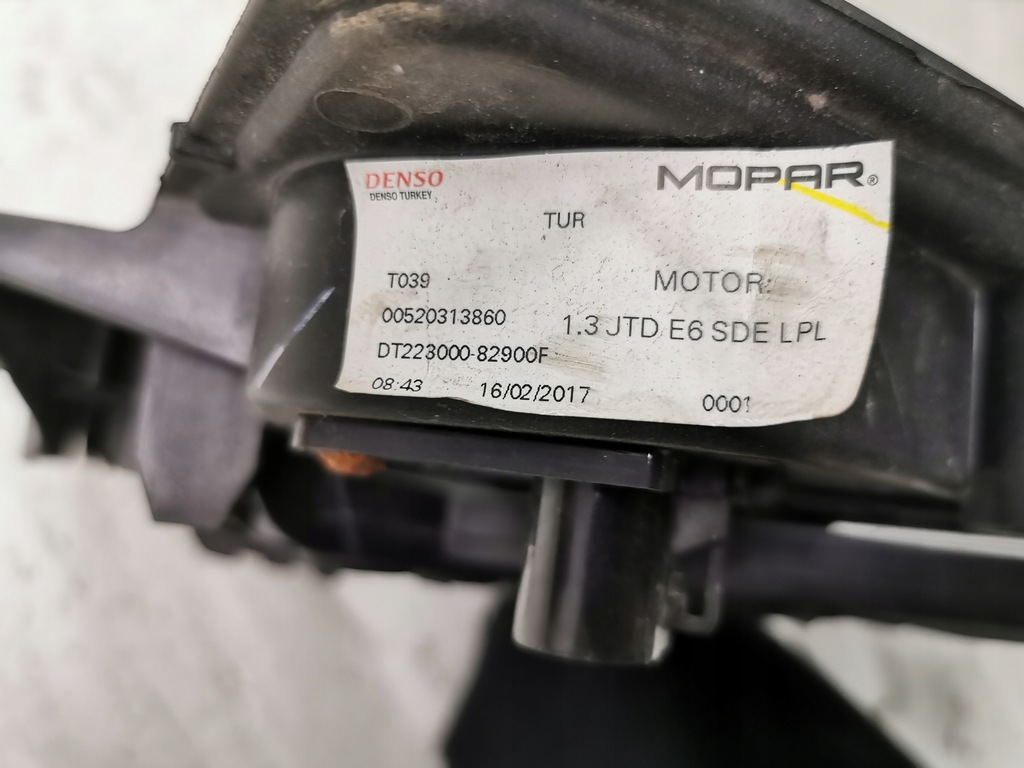 DENSO
DENSO TURKEY
MOPAR®
TUR
T039
MOTOR:
00520313860
1.3 JTD E6 SDE LPL
DT223000-82900F
08:43 16/02/2017 0001